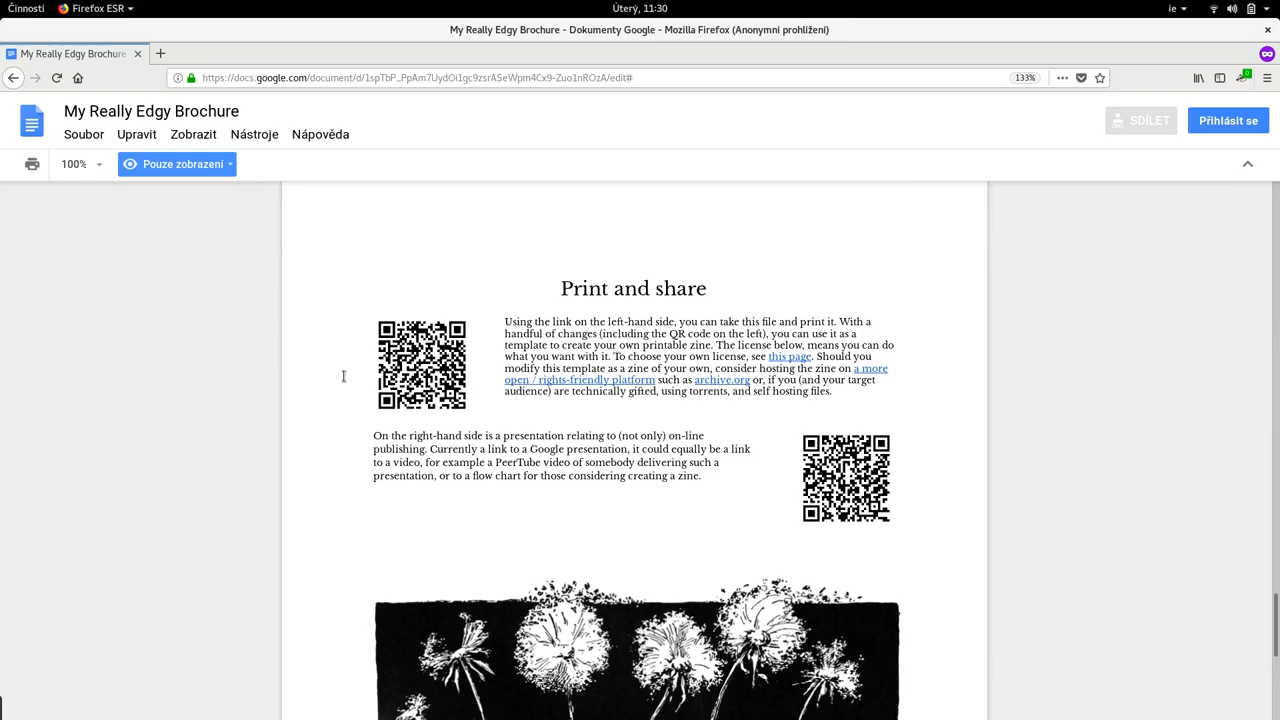 Činnosti
Firefox ESR
Úterý, 11:30
ie
My Really Edgy Brochure - Dokumenty Google - Mozilla Firefox (Anonymní prohlížení)
My Really Edgy Brochure
https://docs.google.com/document/d/1spTbP_PpAm7UydOi1gc9zsrASeWpm4Cx9-Zuo1nROzA/edit#
133%
0
My Really Edgy Brochure
Soubor Upravit Zobrazit Nástroje Nápověda
SDÍLET
Přihlásit se
100%
Pouze zobrazení
Print and share
Using the link on the left-hand side, you can take this file and print it. With a
handful of changes (including the QR code on the left), you can use it as a
template to create your own printable zine. The license below, means you can do
what you want with it. To choose your own license, see this page. Should you
modify this template as a zine of your own, consider hosting the zine on a more
open / rights-friendly platform such as archive.org or, if you (and your target
audience) are technically gifted, using torrents, and self hosting files.
On the right-hand side is a presentation relating to (not only) on-line
publishing. Currently a link to a Google presentation, it could equally be a link
to a video, for example a PeerTube video of somebody delivering such a
presentation, or to a flow chart for those considering creating a zine.